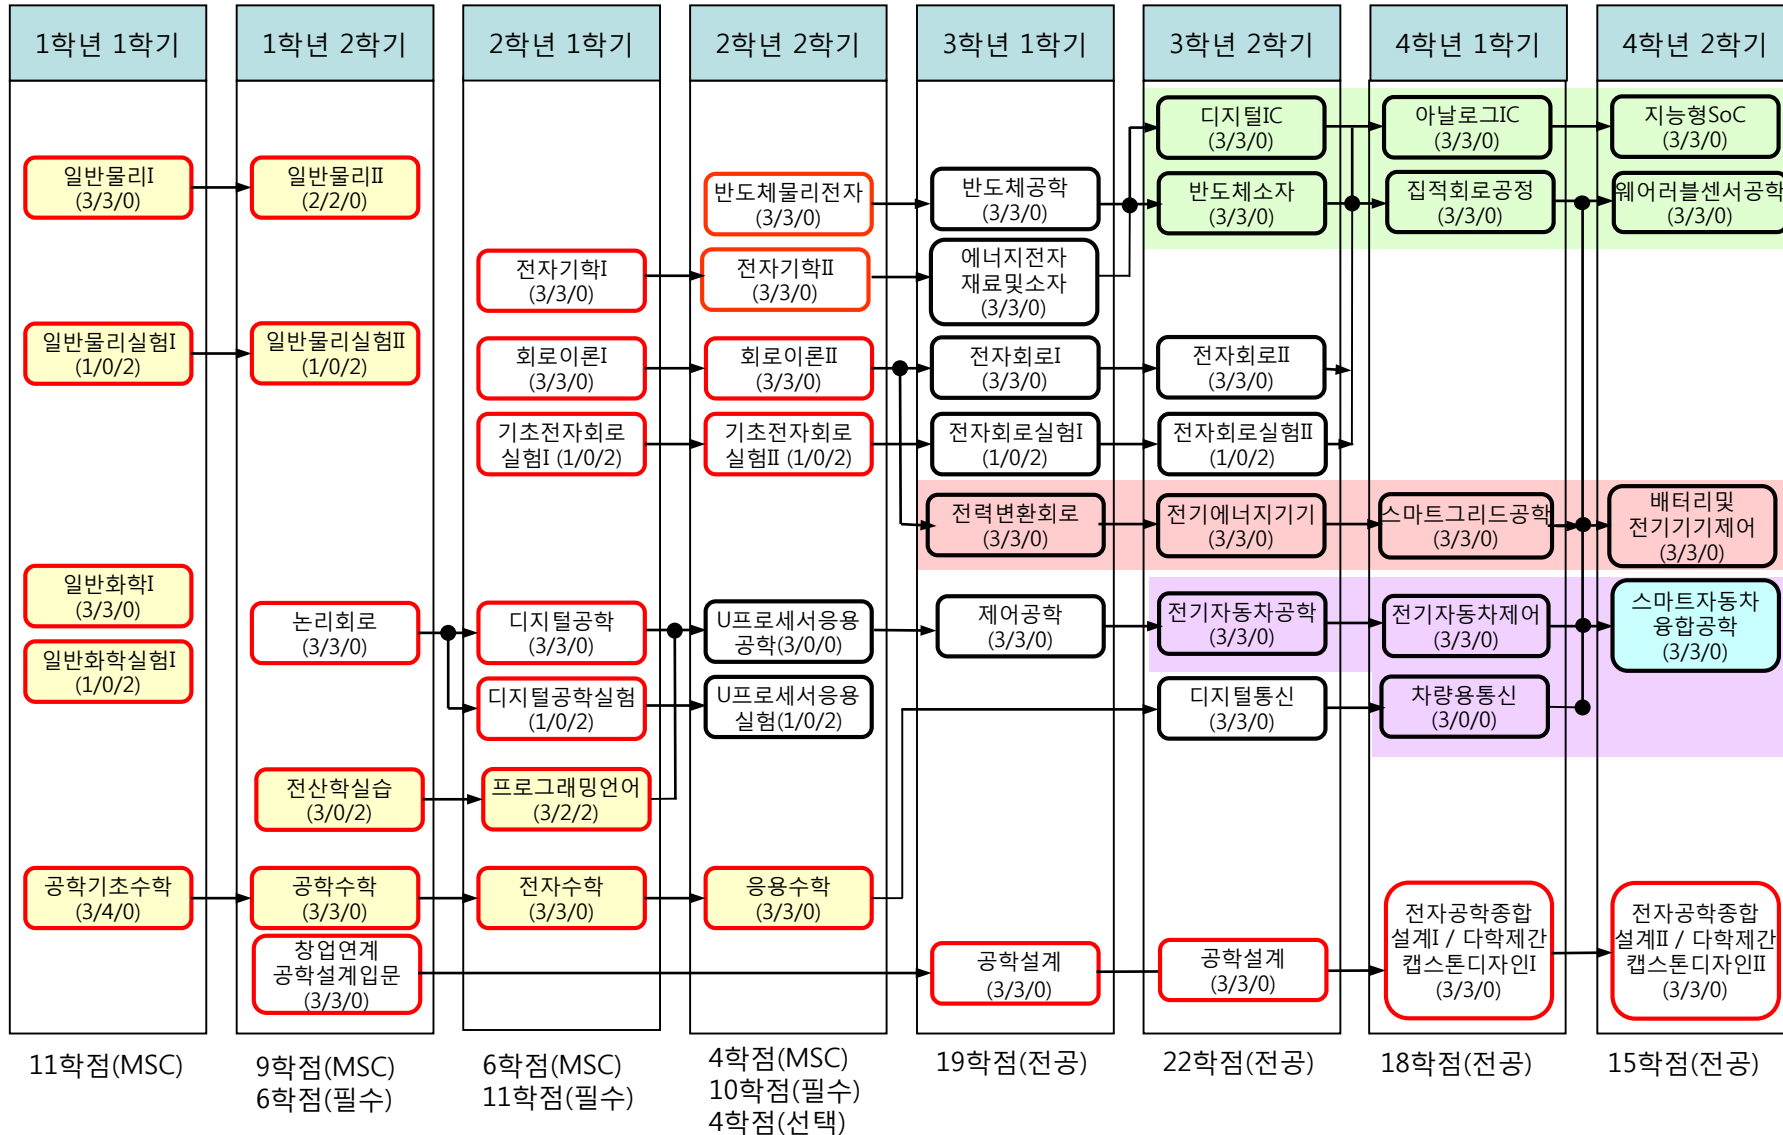 1학년 1학기
1학년 2학기
2학년 1학기
2학년 2학기
3학년 1학기
3학년 2학기
4학년 1학기
4학년 2학기
일반물리I
(3/3/0)
일반물리실험I
(1/0/2)
일반화학I
(3/3/0)
일반화학실험I
(1/0/2)
공학기초수학
(3/4/0)
일반물리II
(2/2/0)
일반물리실험II
(1/0/2)
논리회로
(3/3/0)
전산학실습
(3/0/2)
공학수학
(3/3/0)
창업연계
공학설계입문
(3/3/0)
전자기학I
(3/3/0)
회로이론I
(3/3/0)
기초전자회로
실험I (1/0/2)
디지털공학
(3/3/0)
디지털공학실험
(1/0/2)
프로그래밍언어
(3/2/2)
전자수학
(3/3/0)
반도체물리전자
(3/3/0)
전자기학II
(3/3/0)
회로이론II
(3/3/0)
기초전자회로
실험II (1/0/2)
U프로세서응용
공학(3/0/0)
U프로세서응용
실험(1/0/2)
응용수학
(3/3/0)
반도체공학
(3/3/0)
에너지전자
재료및소자
(3/3/0)
전자회로I
(3/3/0)
전자회로실험I
(1/0/2)
전력변환회로
(3/3/0)
제어공학
(3/3/0)
공학설계
(3/3/0)
디지털IC
(3/3/0)
반도체소자
(3/3/0)
전자회로II
(3/3/0)
전자회로실험II
(1/0/2)
전기에너지기기
(3/3/0)
전기자동차공학
(3/3/0)
디지털통신
(3/3/0)
공학설계
(3/3/0)
아날로그IC
(3/3/0)
집적회로공정
(3/3/0)
스마트그리드공학
(3/3/0)
전기자동차제어
(3/3/0)
차량용통신
(3/0/0)
전자공학종합
설계I / 다학제간
캡스톤디자인I
(3/3/0)
지능형SoC
(3/3/0)
웨어러블센서공학
(3/3/0)
배터리및
전기기기제어
(3/3/0)
스마트자동차
융합공학
(3/3/0)
전자공학종합
설계II / 다학제간
캡스톤디자인II
(3/3/0)
11학점(MSC)
9학점(MSC)
6학점(필수)
6학점(MSC)
11학점(필수)
4학점(MSC)
10학점(필수)
4학점(선택)
19학점(전공)
22학점(전공)
18학점(전공)
15학점(전공)